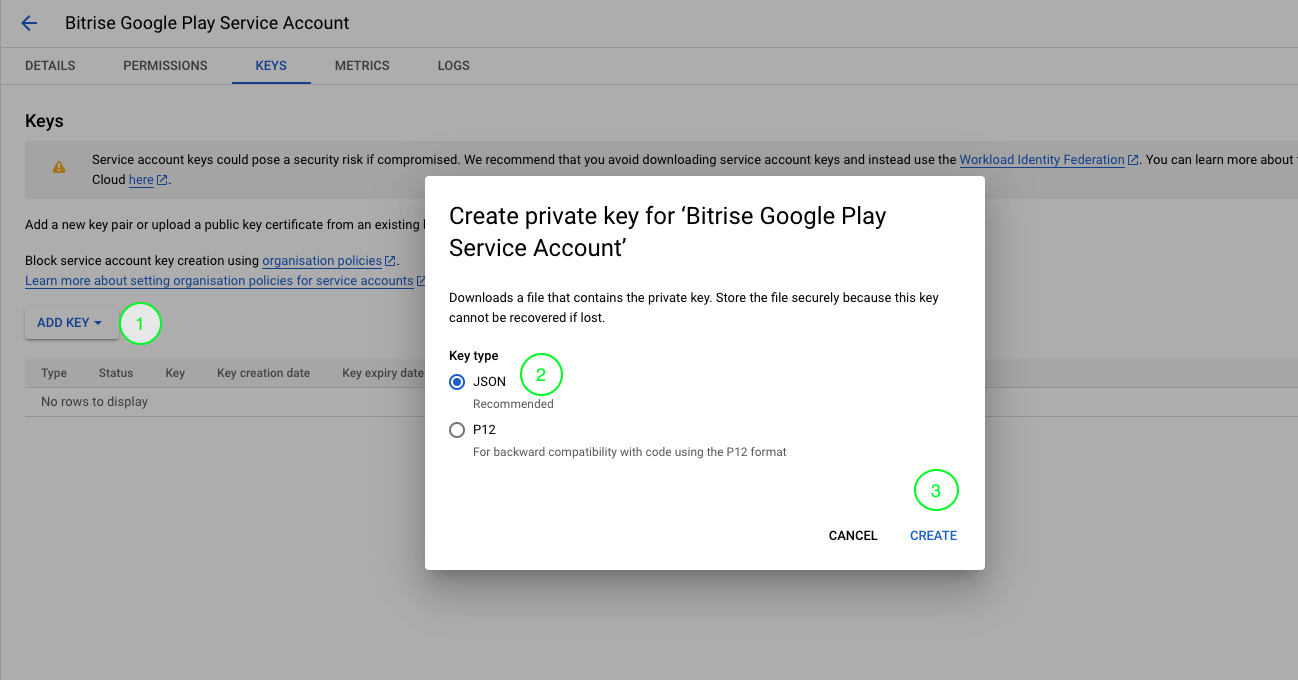 Bitrise Google Play Service Account
DETAILS PERMISSIONS KEYS METRICS LOGS
Keys
Service account keys could pose a security risk if compromised. We recommend that you avoid downloading service account keys and instead use the Workload Identity Federation. You can learn more about
Cloud here.
Add a new key pair or upload a public key certificate from an existing
Block service account key creation using organisation policies.
Learn more about setting organisation policies for service accounts
ADD KEY 1
Type Status Key Key creation date Key expiry date
No rows to display
Create private key for ‘Bitrise Google Play
Service Account’
Downloads a file that contains the private key. Store the file securely because this key
cannot be recovered if lost.
Key type
JSON 2
Recommended
P12
For backward compatibility with code using the P12 format
3
CANCEL CREATE